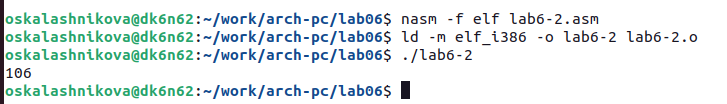 oskalashnikova@dk6n62:~/work/arch-pc/lab06$ nasm -f elf lab6-2.asm
oskalashnikova@dk6n62:~/work/arch-pc/lab06$ ld -m elf_i386 -o lab6-2 lab6-2.o
oskalashnikova@dk6n62:~/work/arch-pc/lab06$ ./lab6-2
106
oskalashnikova@dk6n62:~/work/arch-pc/lab06$